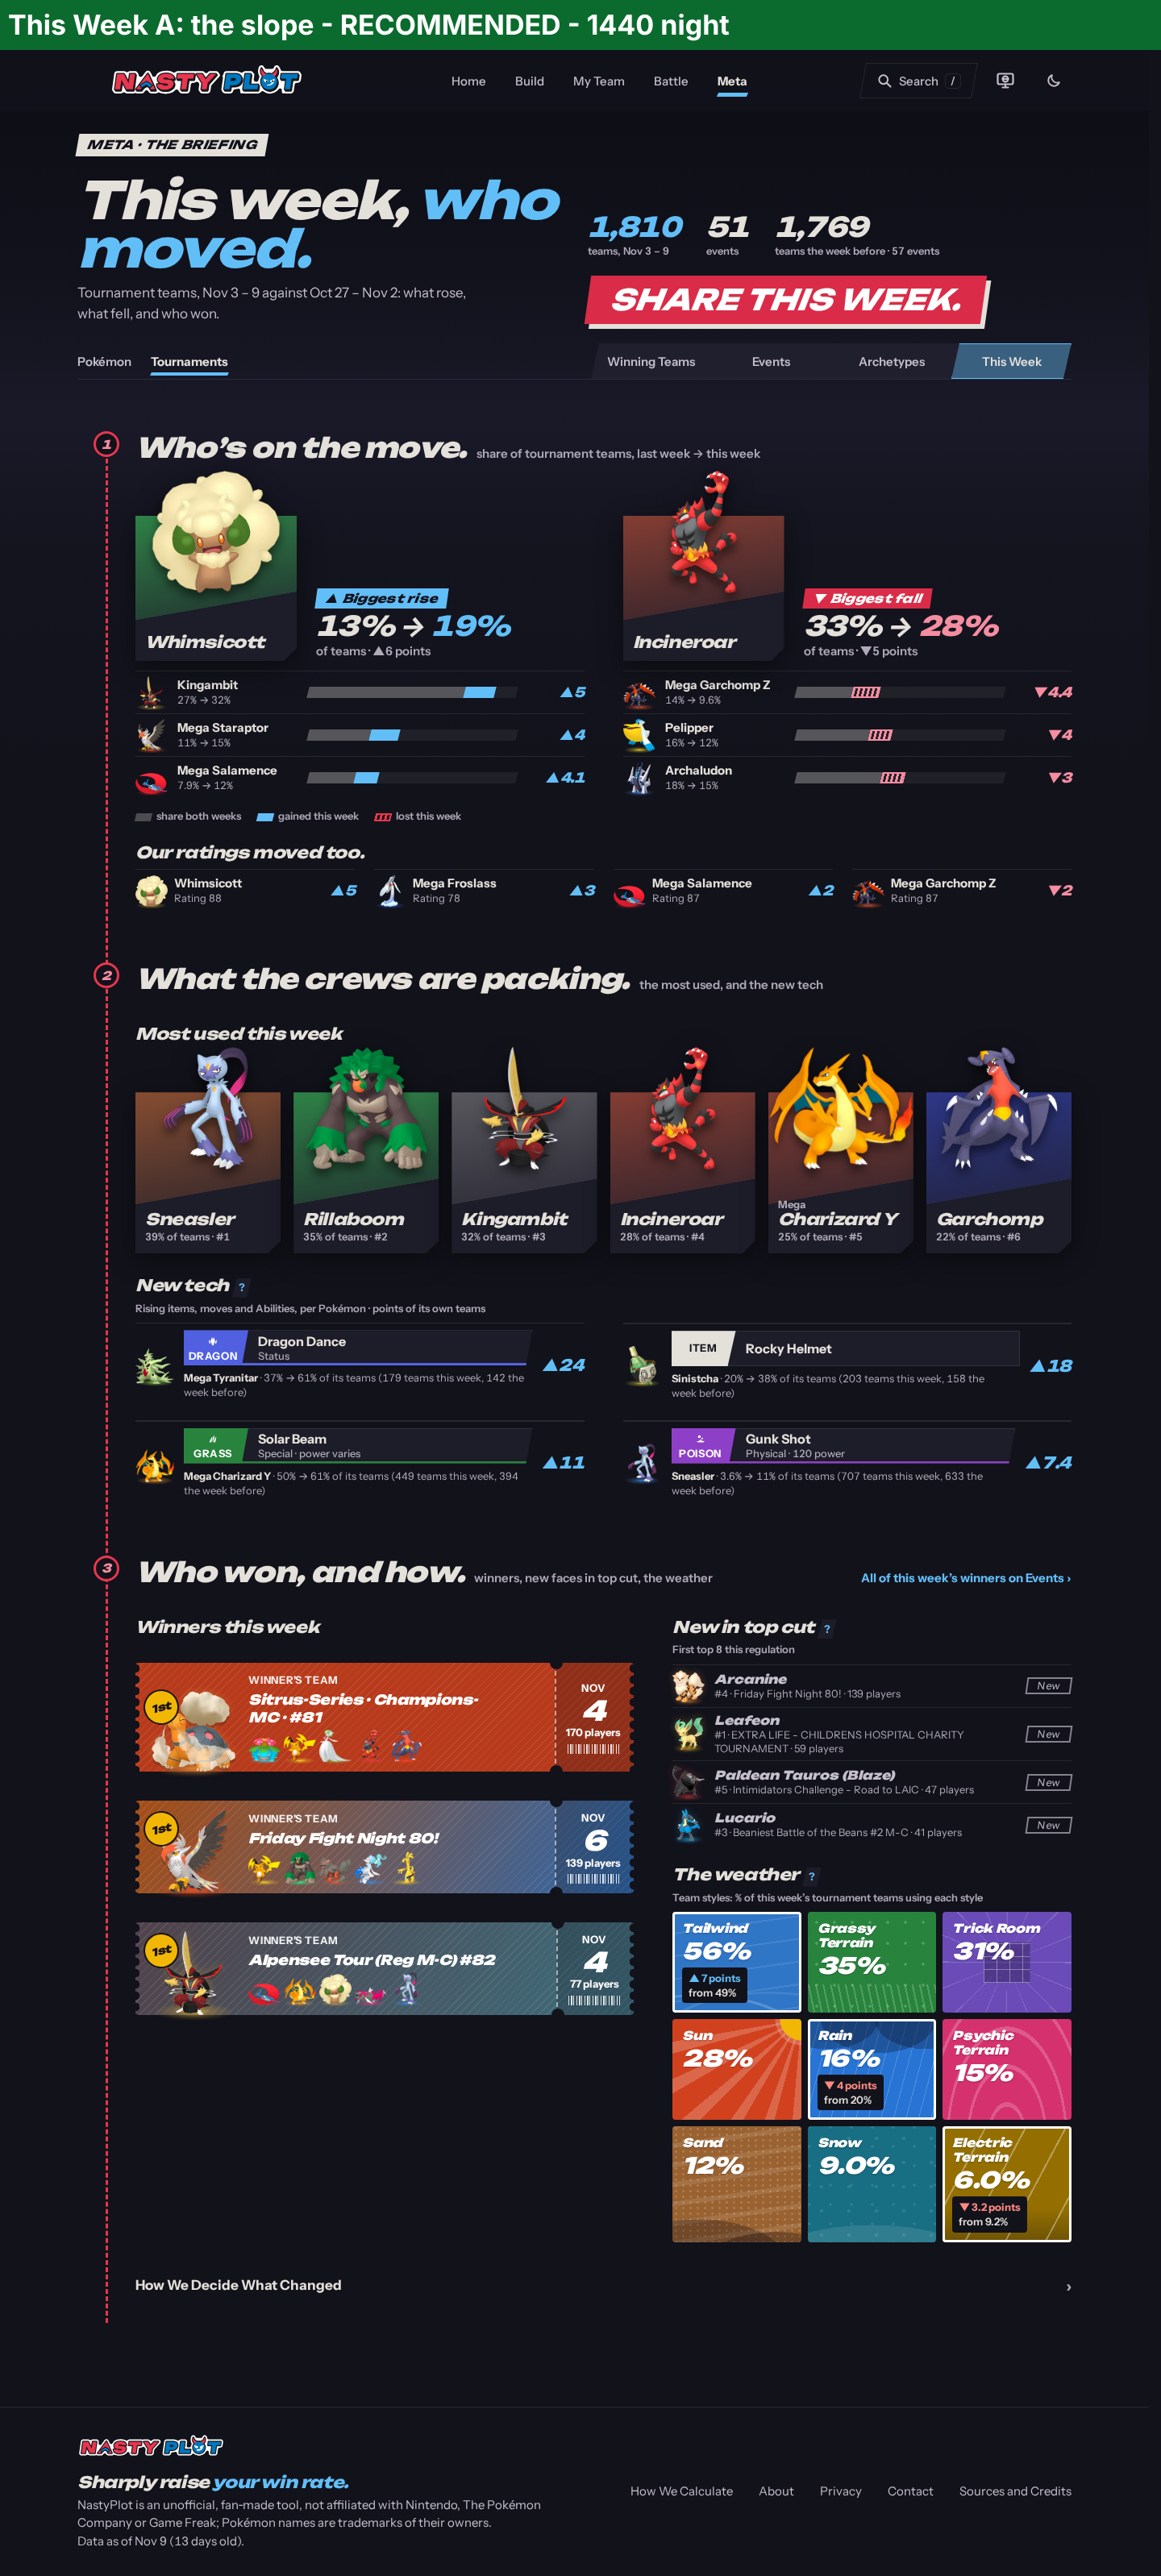 This Week A: the slope - RECOMMENDED - 1440 night
NASTY PLOT
Home
Build
My Team
Battle
Meta
Search /
META · THE BRIEFING
This week, who
moved.
Tournament teams, Nov 3 – 9 against Oct 27 – Nov 2: what rose,
what fell, and who won.
1,810
teams, Nov 3 – 9
51
events
1,769
teams the week before · 57 events
SHARE THIS WEEK.
Pokémon
Tournaments
Winning Teams
Events
Archetypes
This Week
1
Who's on the move. share of tournament teams, last week → this week
Whimsicott
▲ Biggest rise
13% → 19%
of teams · ▲6 points
Kingambit
27% → 32%
▲5
Mega Staraptor
11% → 15%
▲4
Mega Salamence
7.9% → 12%
▲4.1
Incineroar
▼ Biggest fall
33% → 28%
of teams · ▼5 points
Mega Garchomp Z
14% → 9.6%
▼4.4
Pelipper
16% → 12%
▼4
Archaludon
18% → 15%
▼3
share both weeks
gained this week
lost this week
Our ratings moved too.
Whimsicott
Rating 88
▲5
Mega Froslass
Rating 78
▲3
Mega Salamence
Rating 87
▲2
Mega Garchomp Z
Rating 87
▼2
2
What the crews are packing. the most used, and the new tech
Most used this week
Sneasler
39% of teams · #1
Rillaboom
35% of teams · #2
Kingambit
32% of teams · #3
Incineroar
28% of teams · #4
Mega
Charizard Y
25% of teams · #5
Garchomp
22% of teams · #6
New tech ?
Rising items, moves and Abilities, per Pokémon · points of its own teams
DRAGON
Dragon Dance
Status
▲24
Mega Tyranitar · 37% → 61% of its teams (179 teams this week, 142 the
week before)
ITEM
Rocky Helmet
▲18
Sinistcha · 20% → 38% of its teams (203 teams this week, 158 the
week before)
GRASS
Solar Beam
Special · power varies
▲11
Mega Charizard Y · 50% → 61% of its teams (449 teams this week, 394
the week before)
POISON
Gunk Shot
Physical · 120 power
▲7.4
Sneasler · 3.6% → 11% of its teams (707 teams this week, 633 the
week before)
3
Who won, and how. winners, new faces in top cut, the weather
All of this week's winners on Events ›
Winners this week
1st
WINNER'S TEAM
Sitrus-Series · Champions-
MC · #81
NOV
4
170 players
1st
WINNER'S TEAM
Friday Fight Night 80!
NOV
6
139 players
1st
WINNER'S TEAM
Alpensee Tour (Reg M-C) #82
NOV
4
77 players
New in top cut ?
First top 8 this regulation
Arcanine
#4 · Friday Fight Night 80! · 139 players
New
Leafeon
#1 · EXTRA LIFE - CHILDRENS HOSPITAL CHARITY
TOURNAMENT · 59 players
New
Paldean Tauros (Blaze)
#5 · Intimidators Challenge - Road to LAIC · 47 players
New
Lucario
#3 · Beaniest Battle of the Beans #2 M-C · 41 players
New
The weather ?
Team styles: % of this week's tournament teams using each style
Tailwind
56%
▲ 7 points
from 49%
Grassy
Terrain
35%
Trick Room
31%
Sun
28%
Rain
16%
▼ 4 points
from 20%
Psychic
Terrain
15%
Sand
12%
Snow
9.0%
Electric
Terrain
6.0%
▼ 3.2 points
from 9.2%
How We Decide What Changed ›
NASTY PLOT
Sharply raise your win rate.
NastyPlot is an unofficial, fan-made tool, not affiliated with Nintendo, The Pokémon
Company or Game Freak; Pokémon names are trademarks of their owners.
Data as of Nov 9 (13 days old).
How We Calculate
About
Privacy
Contact
Sources and Credits